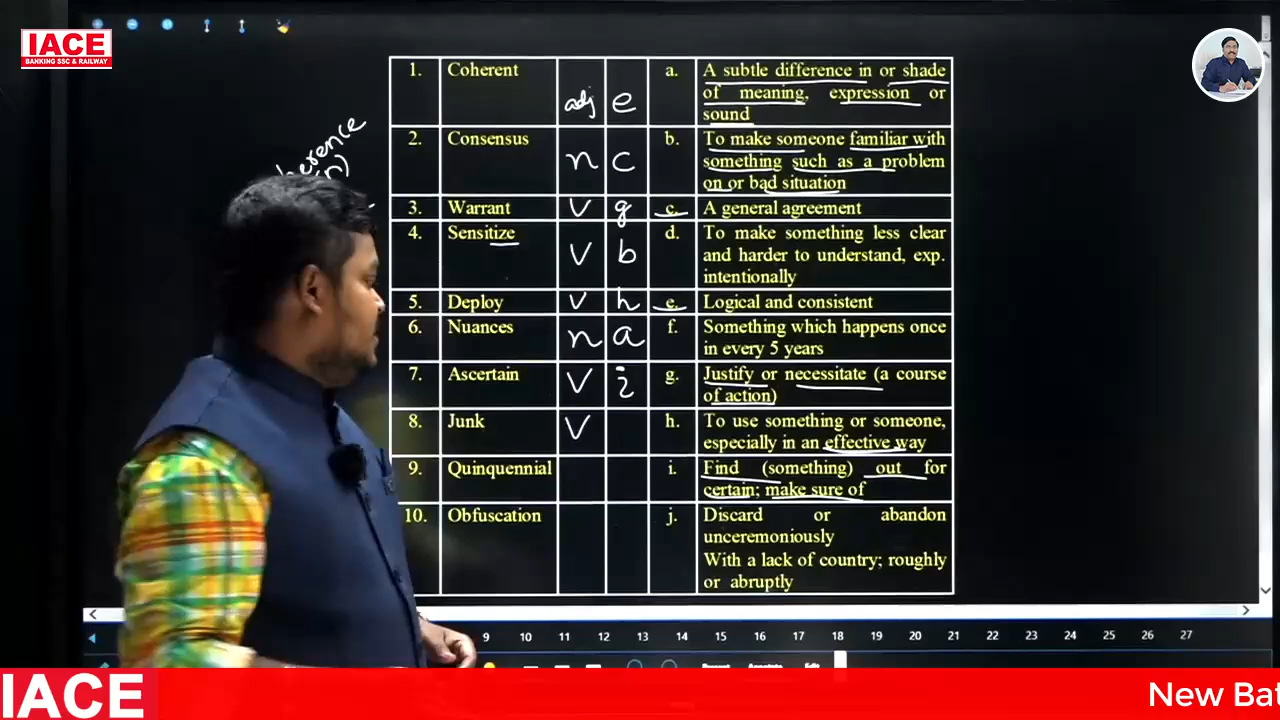 IACE
BANKING SSC & RAILWAY
herence
(n)
1. Coherent adj e a. A subtle difference in or shade
of meaning, expression or
sound
2. Consensus n c b. To make someone familiar with
something such as a problem
on or bad situation
3. Warrant v g c. A general agreement
4. Sensitize v b d. To make something less clear
and harder to understand, exp.
intentionally
5. Deploy v h e. Logical and consistent
6. Nuances n a f. Something which happens once
in every 5 years
7. Ascertain v i g. Justify or necessitate (a course
of action)
8. Junk v h. To use something or someone,
especially in an effective way
9. Quinquennial i. Find (something) out for
certain; make sure of
10. Obfuscation j. Discard or abandon
unceremoniously
With a lack of country; roughly
or abruptly
9 10 11 12 13 14 15 16 17 18 19 20 21 22 23 24 25 26 27
IACE
New Bat